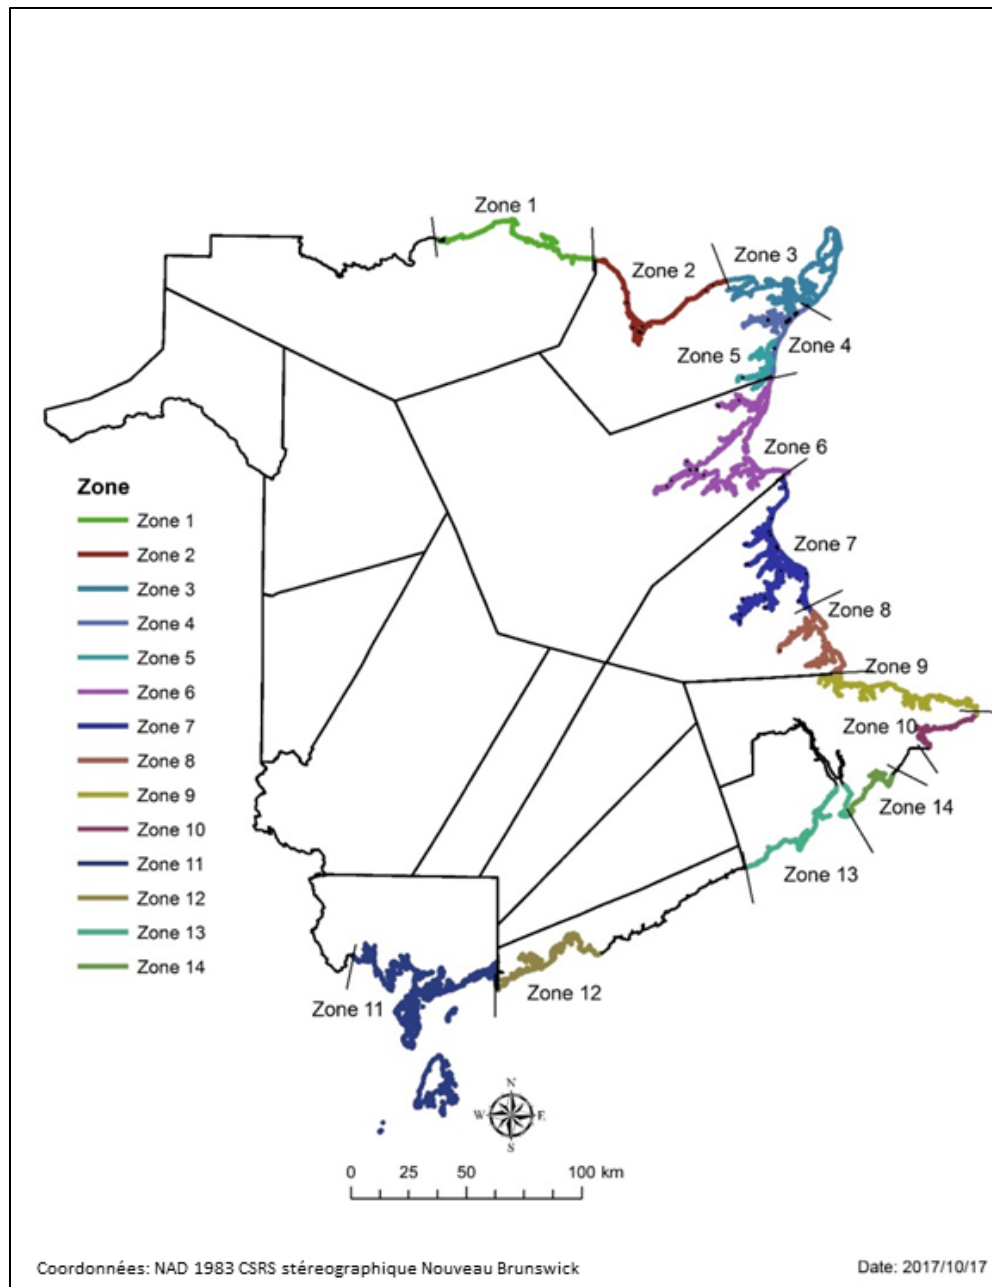 Zone 1
Zone 2
Zone 3
Zone 4
Zone 5
Zone 6
Zone 7
Zone 8
Zone 9
Zone 10
Zone 14
Zone 13
Zone 12
Zone 11
Zone
Zone 1
Zone 2
Zone 3
Zone 4
Zone 5
Zone 6
Zone 7
Zone 8
Zone 9
Zone 10
Zone 11
Zone 12
Zone 13
Zone 14
N
W E
S
0 25 50 100 km
Coordonnées: NAD 1983 CSRS stéreographique Nouveau Brunswick
Date: 2017/10/17